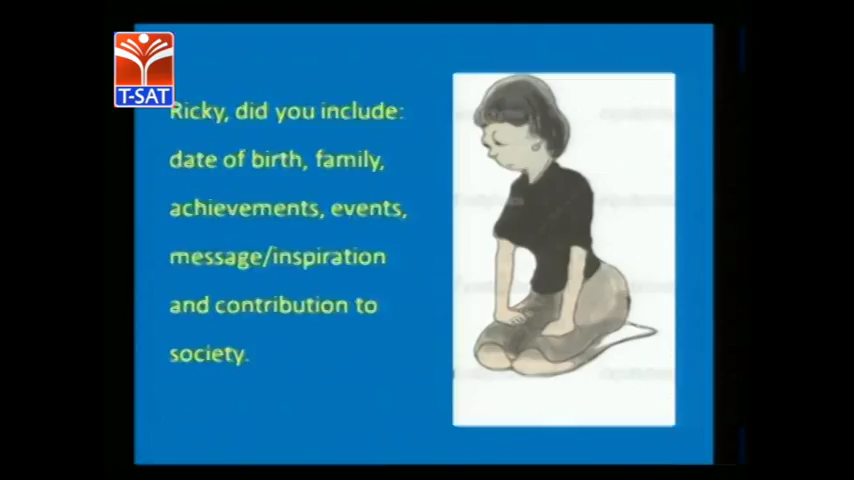 T-SAT
Ricky, did you include:
date of birth, family,
achievements, events,
message/inspiration
and contribution to
society.